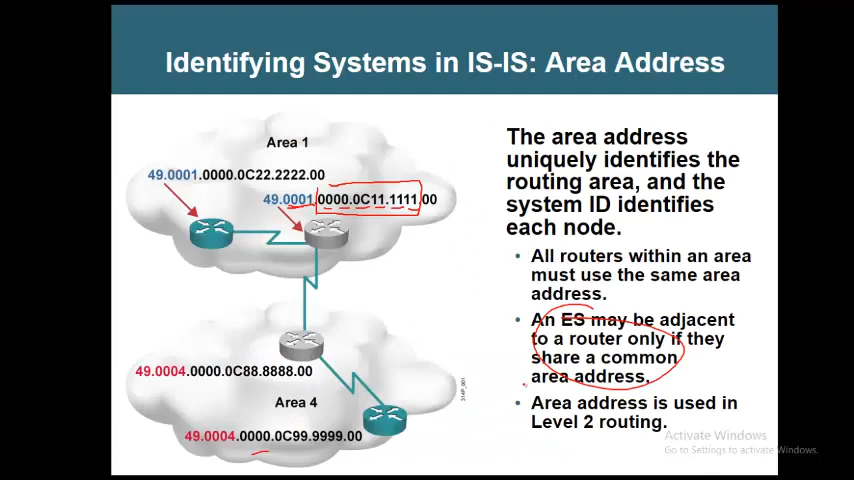 Identifying Systems in IS-IS: Area Address
Area 1
49.0001.0000.0C22.2222.00
49.0001.0000.0C11.1111.00
49.0004.0000.0C88.8888.00
Area 4
49.0004.0000.0C99.9999.00
The area address
uniquely identifies the
routing area, and the
system ID identifies
each node.
• All routers within an area
must use the same area
address.
• An ES may be adjacent
to a router only if they
share a common
area address.
• Area address is used in
Level 2 routing.
Activate Windows
Go to Settings to activate Windows.